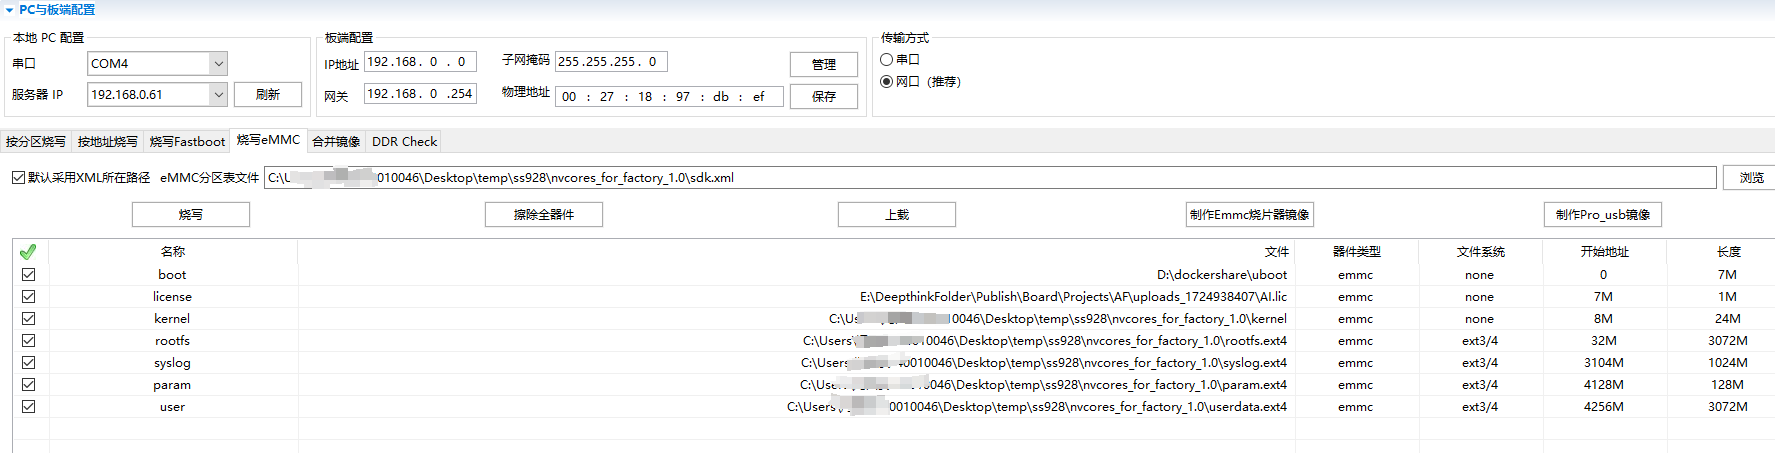 PC与板端配置
本地 PC 配置
串口 COM4
服务器 IP 192.168.0.61 刷新
板端配置
IP地址 192.168. 0 . 0 子网掩码 255.255.255. 0 管理
网关 192.168. 0 .254 物理地址 00 : 27 : 18 : 97 : db : ef 保存
传输方式
串口
网口（推荐）
按分区烧写 按地址烧写 烧写Fastboot 烧写eMMC 合并镜像 DDR Check
默认采用XML所在路径 eMMC分区表文件 C:\U 010046\Desktop\temp\ss928\nvcores_for_factory_1.0\sdk.xml 浏览
烧写 擦除全器件 上载 制作Emmc烧片器镜像 制作Pro_usb镜像
名称 文件 器件类型 文件系统 开始地址 长度
boot D:\dockershare\uboot emmc none 0 7M
license E:\DeepthinkFolder\Publish\Board\Projects\AF\uploads_1724938407\AI.lic emmc none 7M 1M
kernel C:\Us 10046\Desktop\temp\ss928\nvcores_for_factory_1.0\kernel emmc none 8M 24M
rootfs C:\Users\ 010046\Desktop\temp\ss928\nvcores_for_factory_1.0\rootfs.ext4 emmc ext3/4 32M 3072M
syslog C:\Users 010046\Desktop\temp\ss928\nvcores_for_factory_1.0\syslog.ext4 emmc ext3/4 3104M 1024M
param C:\User 10046\Desktop\temp\ss928\nvcores_for_factory_1.0\param.ext4 emmc ext3/4 4128M 128M
user C:\Users 0010046\Desktop\temp\ss928\nvcores_for_factory_1.0\userdata.ext4 emmc ext3/4 4256M 3072M